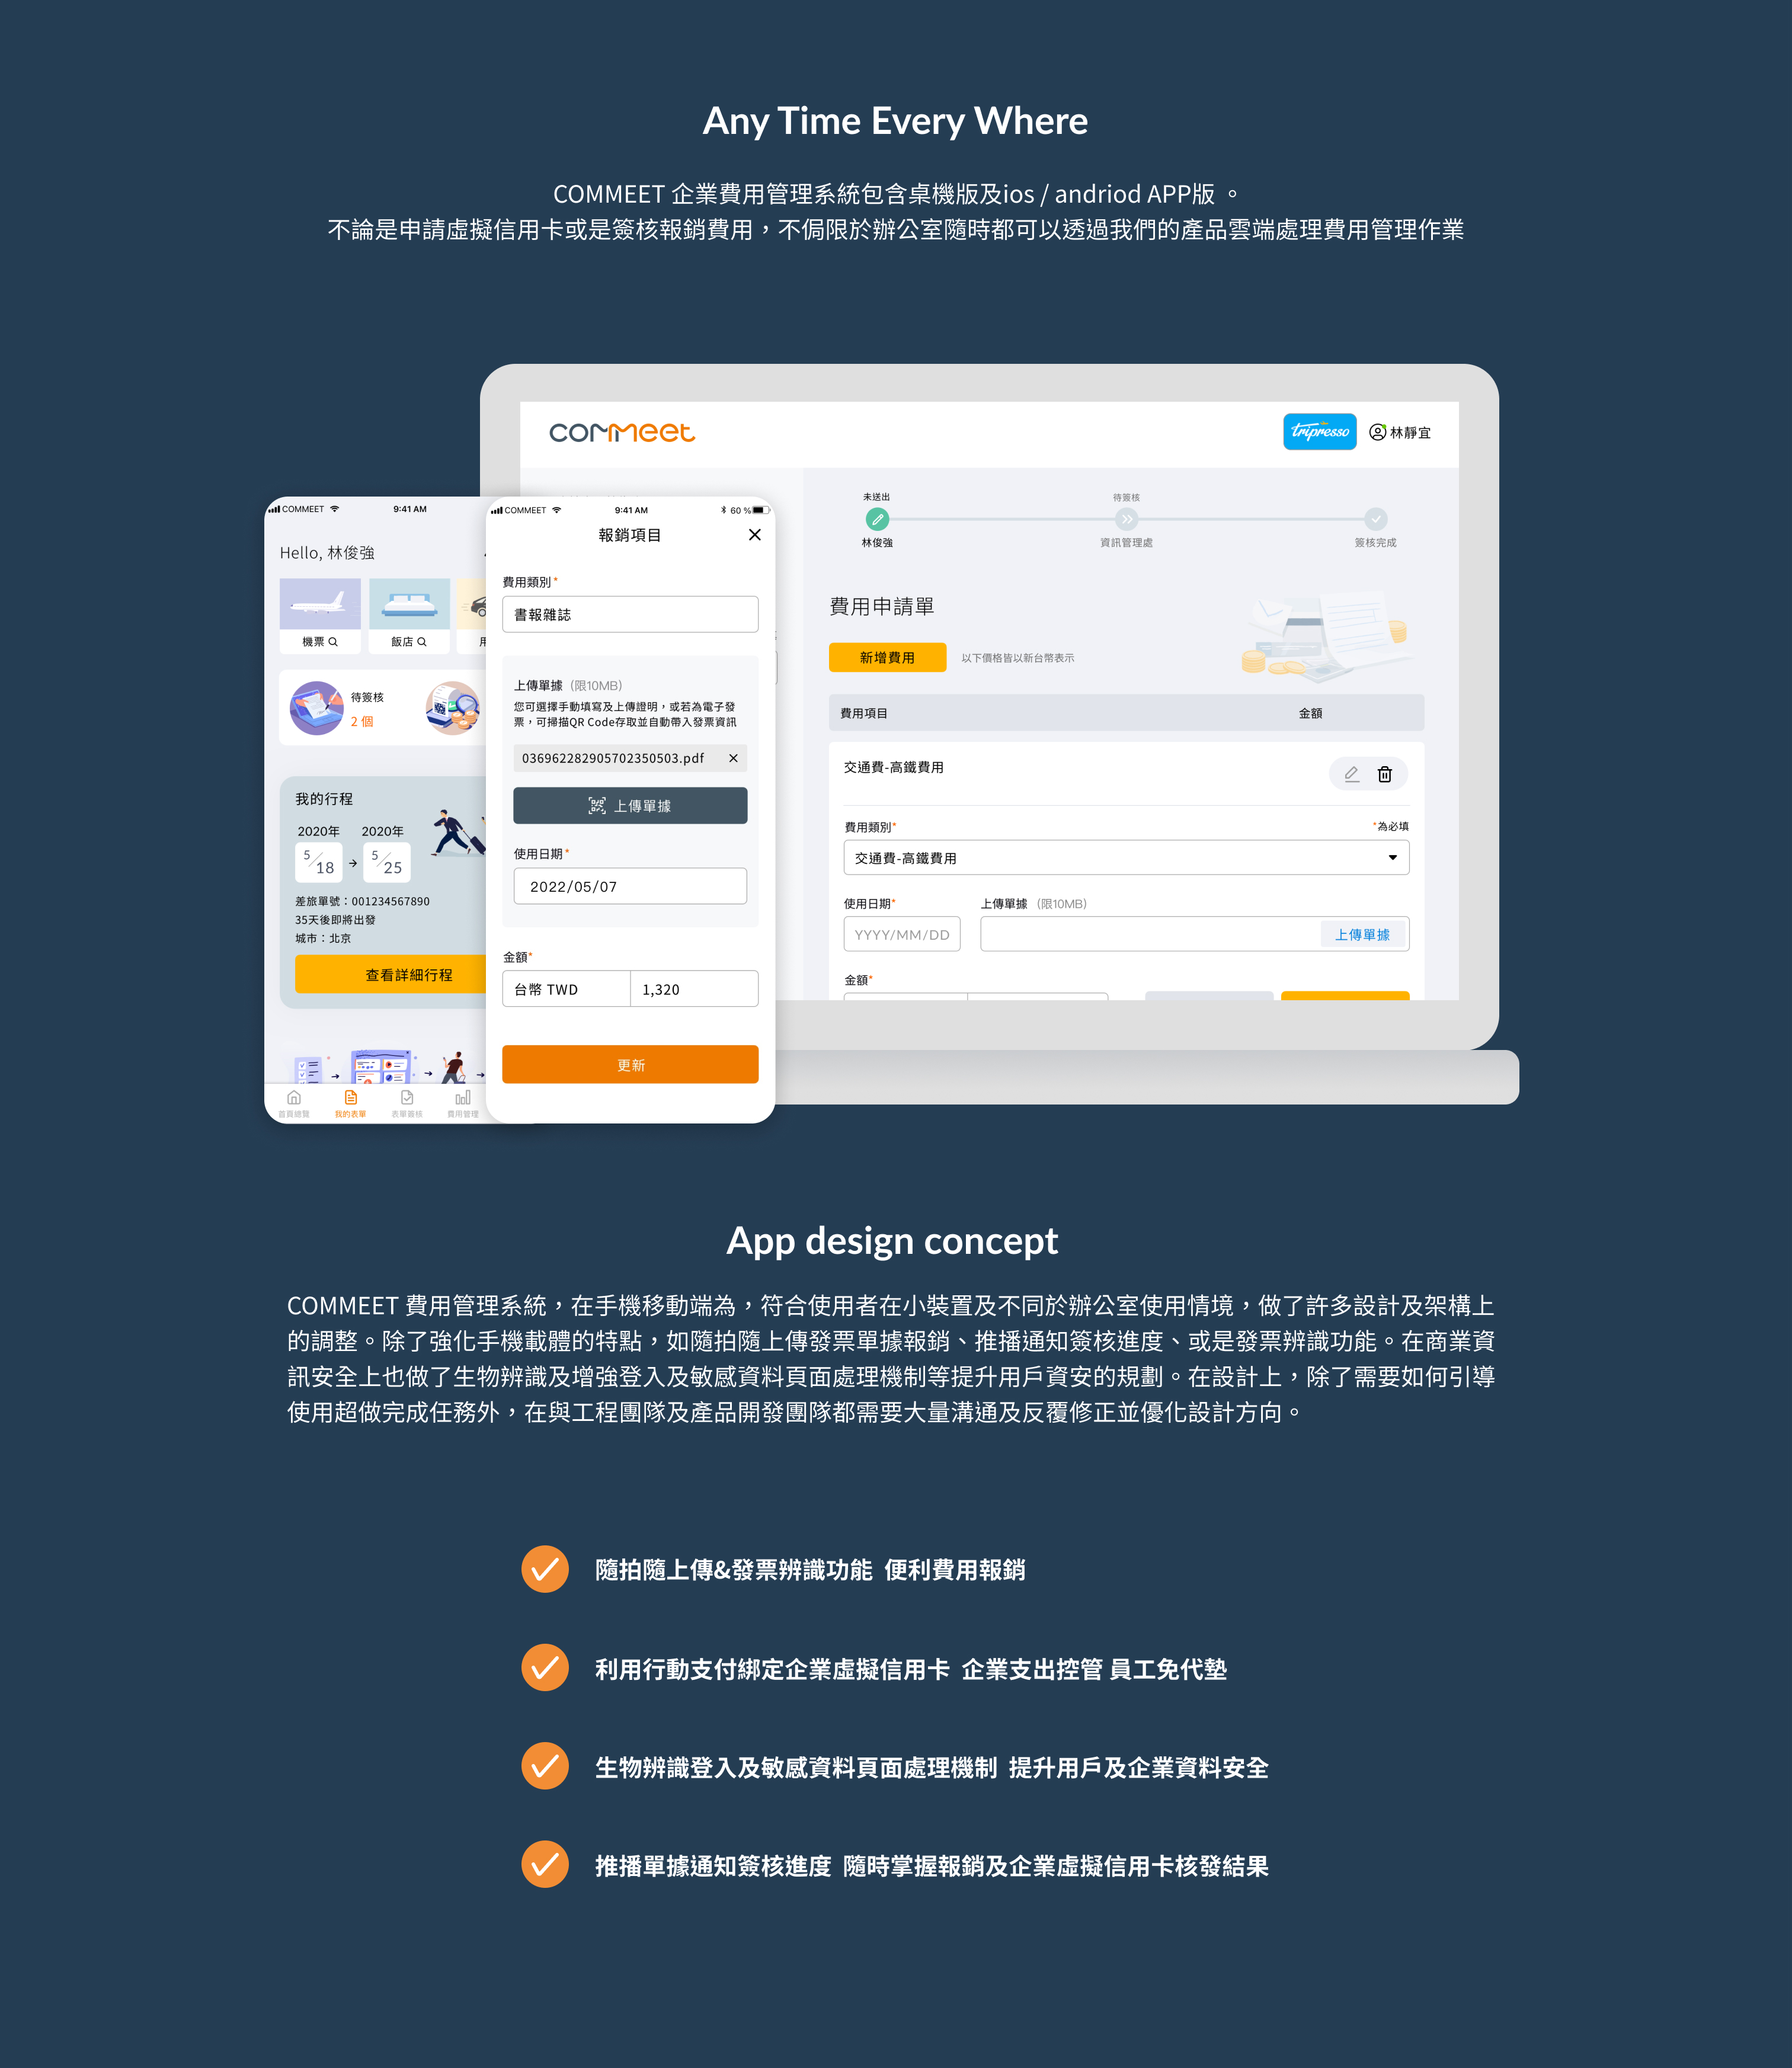 Any Time Every Where
COMMEET 企業費用管理系統包含桌機版及ios / andriod APP版 。
不論是申請虛擬信用卡或是簽核報銷費用，不侷限於辦公室隨時都可以透過我們的產品雲端處理費用管理作業
commeet
tripresso
林靜宜
未送出
待簽核
林俊強
資訊管理處
簽核完成
費用申請單
新增費用
以下價格皆以新台幣表示
費用項目
金額
交通費-高鐵費用
費用類別*
*為必填
交通費-高鐵費用
使用日期*
上傳單據 (限10MB)
YYYY/MM/DD
上傳單據
金額*
COMMEET
9:41 AM
Hello, 林俊強
機票
飯店
用
待簽核
2 個
我的行程
2020年
2020年
5/18
5/25
差旅單號：001234567890
35天後即將出發
城市：北京
查看詳細行程
首頁總覽
我的表單
表單簽核
費用管理
COMMEET
9:41 AM
60 %
報銷項目
費用類別*
書報雜誌
上傳單據 (限10MB)
您可選擇手動填寫及上傳證明，或若為電子發
票，可掃描QR Code存取並自動帶入發票資訊
036962282905702350503.pdf
上傳單據
使用日期*
2022/05/07
金額*
台幣 TWD
1,320
更新
App design concept
COMMEET 費用管理系統，在手機移動端為，符合使用者在小裝置及不同於辦公室使用情境，做了許多設計及架構上
的調整。除了強化手機載體的特點，如隨拍隨上傳發票單據報銷、推播通知簽核進度、或是發票辨識功能。在商業資
訊安全上也做了生物辨識及增強登入及敏感資料頁面處理機制等提升用戶資安的規劃。在設計上，除了需要如何引導
使用超做完成任務外，在與工程團隊及產品開發團隊都需要大量溝通及反覆修正並優化設計方向。
隨拍隨上傳&發票辨識功能 便利費用報銷
利用行動支付綁定企業虛擬信用卡 企業支出控管 員工免代墊
生物辨識登入及敏感資料頁面處理機制 提升用戶及企業資料安全
推播單據通知簽核進度 隨時掌握報銷及企業虛擬信用卡核發結果